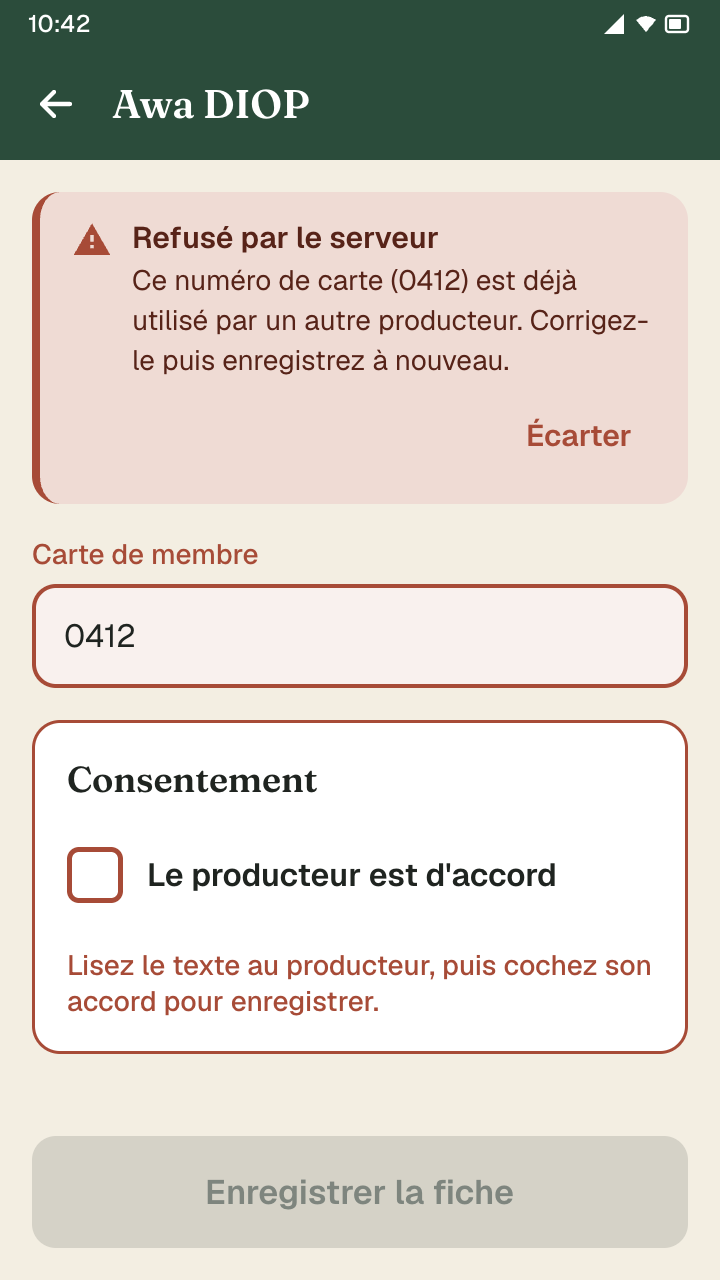 10:42
Awa DIOP
Refusé par le serveur
Ce numéro de carte (0412) est déjà
utilisé par un autre producteur. Corrigez-
le puis enregistrez à nouveau.
Écarter
Carte de membre
0412
Consentement
Le producteur est d'accord
Lisez le texte au producteur, puis cochez son
accord pour enregistrer.
Enregistrer la fiche